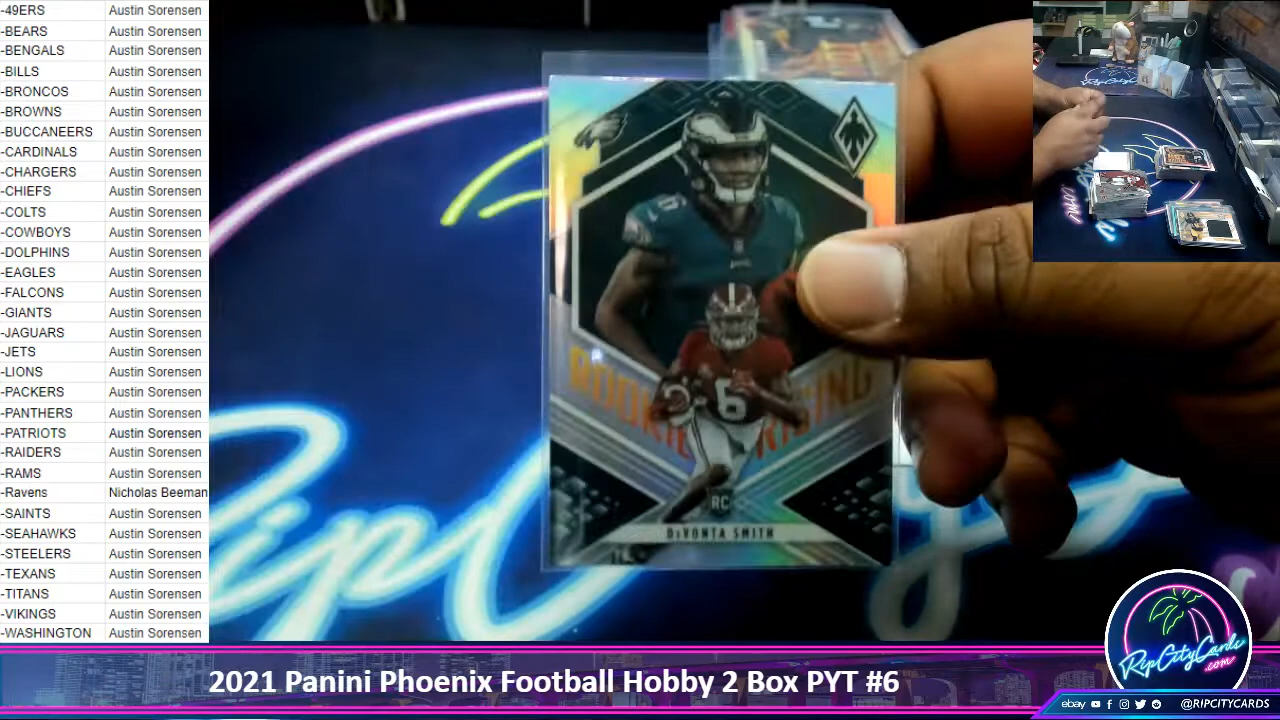 -49ERS Austin Sorensen
-BEARS Austin Sorensen
-BENGALS Austin Sorensen
-BILLS Austin Sorensen
-BRONCOS Austin Sorensen
-BROWNS Austin Sorensen
-BUCCANEERS Austin Sorensen
-CARDINALS Austin Sorensen
-CHARGERS Austin Sorensen
-CHIEFS Austin Sorensen
-COLTS Austin Sorensen
-COWBOYS Austin Sorensen
-DOLPHINS Austin Sorensen
-EAGLES Austin Sorensen
-FALCONS Austin Sorensen
-GIANTS Austin Sorensen
-JAGUARS Austin Sorensen
-JETS Austin Sorensen
-LIONS Austin Sorensen
-PACKERS Austin Sorensen
-PANTHERS Austin Sorensen
-PATRIOTS Austin Sorensen
-RAIDERS Austin Sorensen
-RAMS Austin Sorensen
-Ravens Nicholas Beeman
-SAINTS Austin Sorensen
-SEAHAWKS Austin Sorensen
-STEELERS Austin Sorensen
-TEXANS Austin Sorensen
-TITANS Austin Sorensen
-VIKINGS Austin Sorensen
-WASHINGTON Austin Sorensen
ROOKIE RISING
6
RC
DeVONTA SMITH
Rip
RipCityCards
.com
2021 Panini Phoenix Football Hobby 2 Box PYT #6
ebay @RIPCITYCARDS